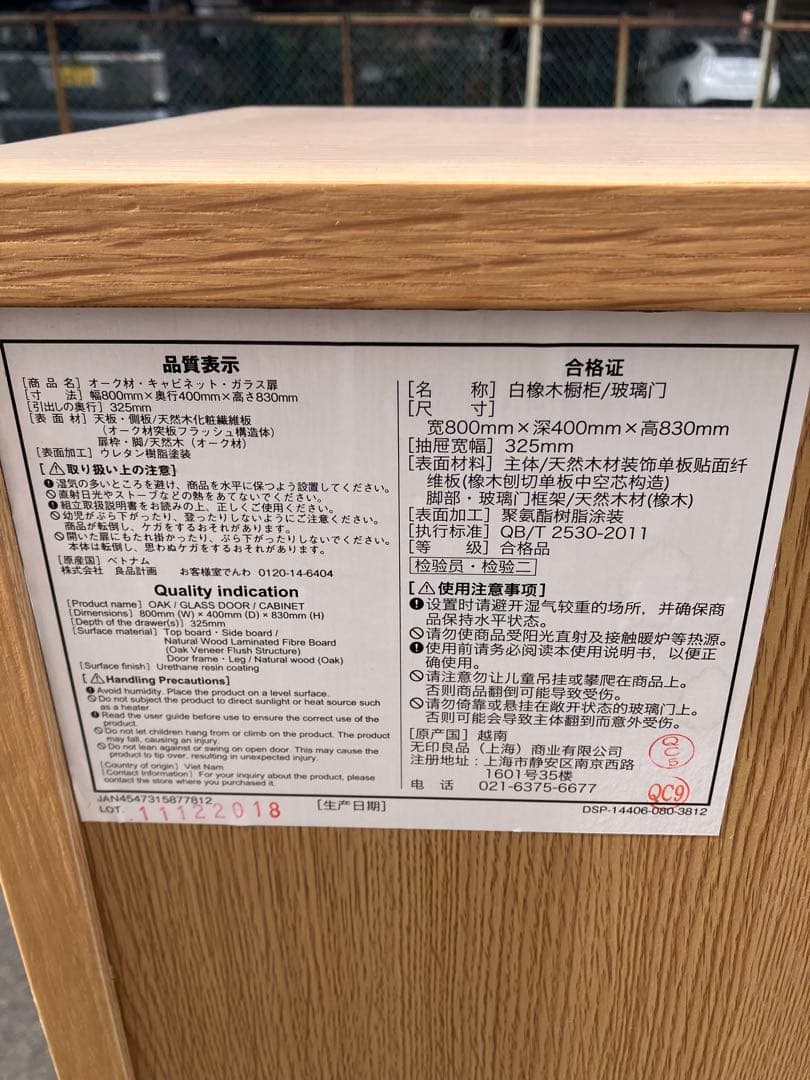 品質表示
[商 品 名] オーク材・キャビネット・ガラス扉
[寸 法] 幅800mm×奥行400mm×高さ830mm
[引出しの奥行] 325mm
[表 面 材] 天板・側板/天然木化粧繊維板
(オーク材突板フラッシュ構造体)
扉枠・脚/天然木(オーク材)
[表面加工] ウレタン樹脂塗装
[⚠取り扱い上の注意]
湿気の多いところを避け、商品を水平に保つよう設置してください。
直射日光やストーブなどの熱をあてないでください。
組立取扱説明書をお読みの上、正しくご使用ください。
幼児がぶら下がったり、登ったりしないようにご注意ください。
商品が転倒し、ケガをするおそれがあります。
開いた扉にもたれ掛かったり、ぶら下がったりしないでください。
本体は転倒し、思わぬケガをするおそれがあります。
[原産国] ベトナム
株式会社 良品計画 お客様室でんわ 0120-14-6404
Quality indication
[Product name] OAK / GLASS DOOR / CABINET
[Dimensions] 800mm (W) × 400mm (D) × 830mm (H)
[Depth of the drawer(s)] 325mm
[Surface material] Top board・Side board /
Natural Wood Laminated Fibre Board
(Oak Veneer Flush Structure)
Door frame・Leg / Natural wood (Oak)
[Surface finish] Urethane resin coating
[⚠Handling Precautions]
Avoid humidity. Place the product on a level surface.
Do not subject the product to direct sunlight or heat source such
as a heater.
Read the user guide before use to ensure the correct use of the
product.
Do not let children hang from or climb on the product. The product
may fall, causing an injury.
Do not lean against or swing on open door. This may cause the
product to tip over, resulting in unexpected injury.
[Country of origin] Viet Nam
[Contact Information] For your inquiry about the product, please
contact the store where you purchased it.
JAN4547315877812
LOT. 11122018 [生产日期]
合格证
[名 称] 白橡木橱柜/玻璃门
[尺 寸]
宽800mm×深400mm×高830mm
[抽屉宽幅] 325mm
[表面材料] 主体/天然木材装饰单板贴面纤
维板(橡木刨切单板中空芯构造)
脚部・玻璃门框架/天然木材(橡木)
[表面加工] 聚氨酯树脂涂装
[执行标准] QB/T 2530-2011
[等 级] 合格品
检验员・检验二
[⚠使用注意事项]
设置时请避开湿气较重的场所，并确保商
品保持水平状态。
请勿使商品受阳光直射及接触暖炉等热源。
使用前请务必阅读本使用说明书，以便正
确使用。
请注意勿让儿童吊挂或攀爬在商品上。
否则商品翻倒可能导致受伤。
请勿倚靠或悬挂在敞开状态的玻璃门上。
否则可能会导致主体翻到而意外受伤。
[原产国] 越南
无印良品（上海）商业有限公司
注册地址：上海市静安区南京西路
1601号35楼
电 话 021-6375-6677
QC5
QC9
DSP-14406-080-3812